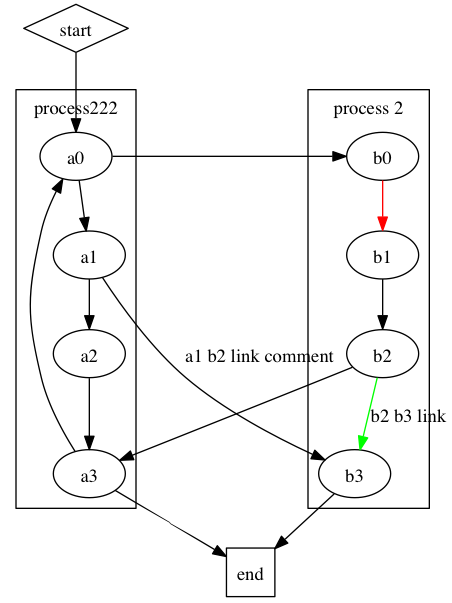 start
process222
process 2
a0
b0
a1
b1
a1 b2 link comment
a2
b2
b2 b3 link
a3
b3
end